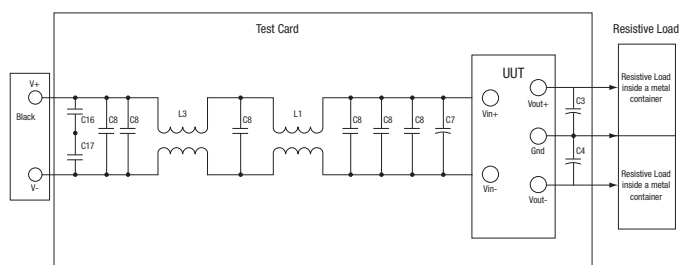 Test Card
Resistive Load
V+
Black
V-
C16
C17
C8
C8
L3
C8
L1
C8
C8
C8
C7
UUT
Vin+
Vin-
Vout+
Gnd
Vout-
C3
C4
Resistive Load
inside a metal
container
Resistive Load
inside a metal
container